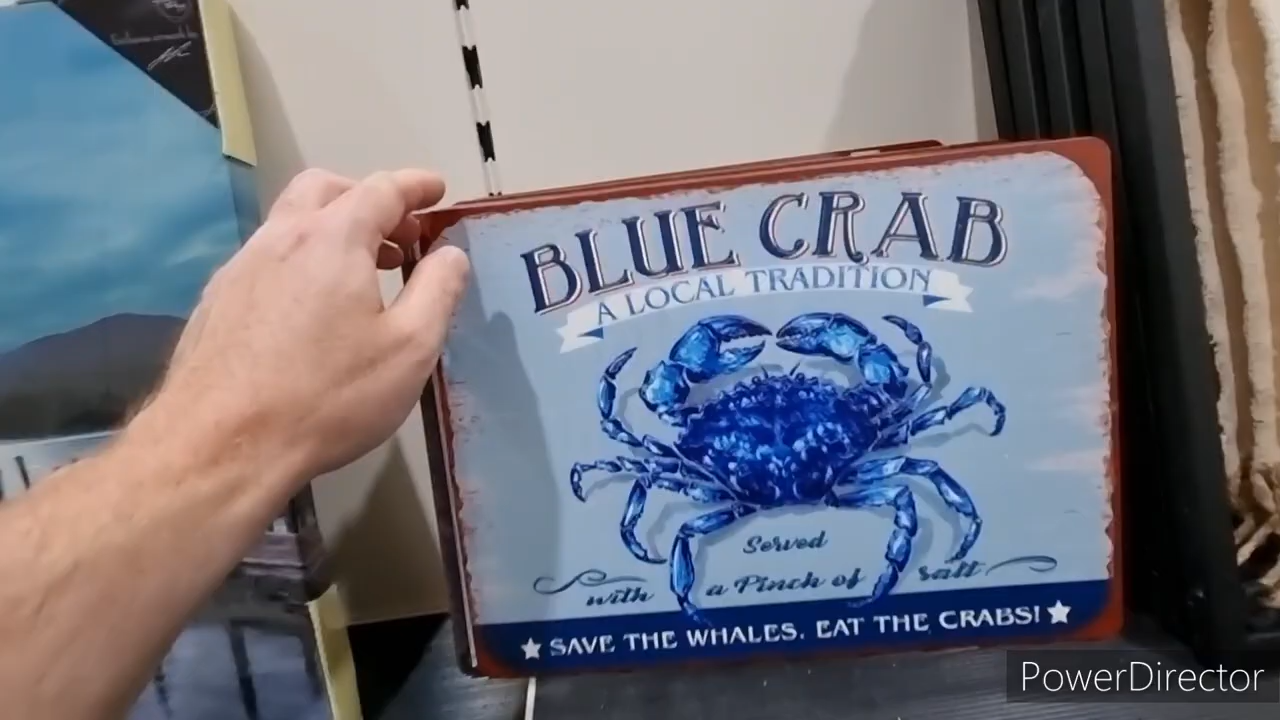 BLUE CRAB
A LOCAL TRADITION
Served
with a Pinch of salt
★ SAVE THE WHALES. EAT THE CRABS! ★
PowerDirector